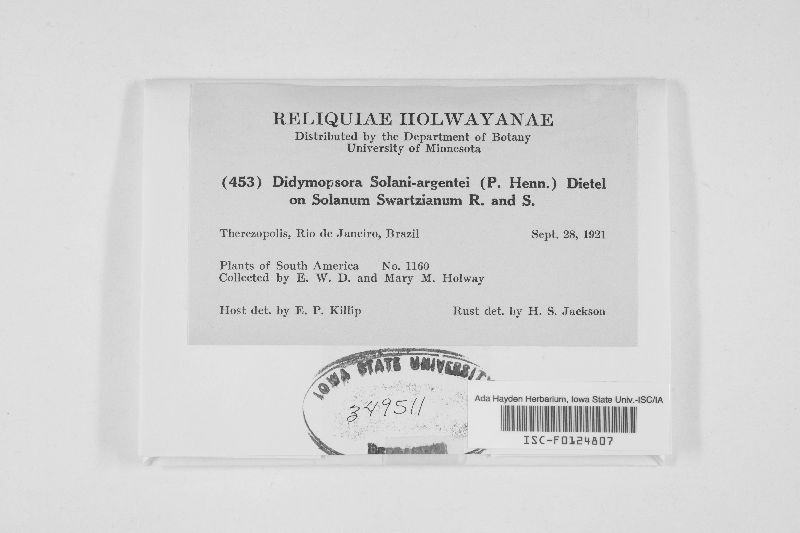 RELIQUIAE HOLWAYANAE
Distributed by the Department of Botany
University of Minnesota
(453) Didymopsora Solani-argentei (P. Henn.) Dietel
on Solanum Swartzianum R. and S.
Therezopolis, Rio de Janeiro, Brazil Sept. 28, 1921
Plants of South America No. 1160
Collected by E. W. D. and Mary M. Holway
Host det. by E. P. Killip Rust det. by H. S. Jackson
IOWA STATE UNIVERSITY
349511
Ada Hayden Herbarium, Iowa State Univ.-ISC/IA
ISC-F0124807